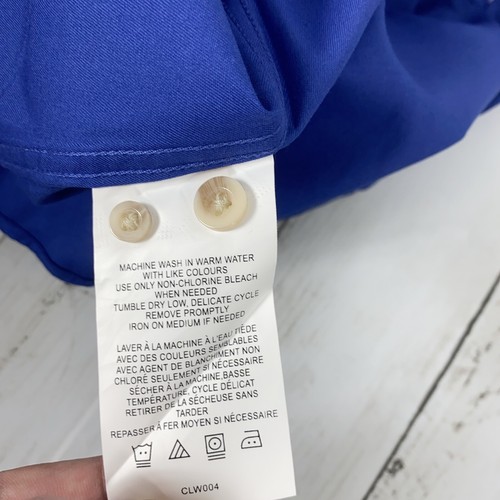 MACHINE WASH IN WARM WATER
WITH LIKE COLOURS
USE ONLY NON-CHLORINE BLEACH
WHEN NEEDED
TUMBLE DRY LOW, DELICATE CYCLE
REMOVE PROMPTLY
IRON ON MEDIUM IF NEEDED
LAVER À LA MACHINE À L'EAU TIÈDE
AVEC DES COULEURS SEMBLABLES
AVEC AGENT DE BLANCHIMENT NON
CHLORÉ SEULEMENT SI NÉCESSAIRE
SÉCHER À LA MACHINE,BASSE
TEMPÉRATURE, CYCLE DÉLICAT
RETIRER DE LA SÉCHEUSE SANS
TARDER
REPASSER À FER MOYEN SI NÉCESSAIRE
CLW004